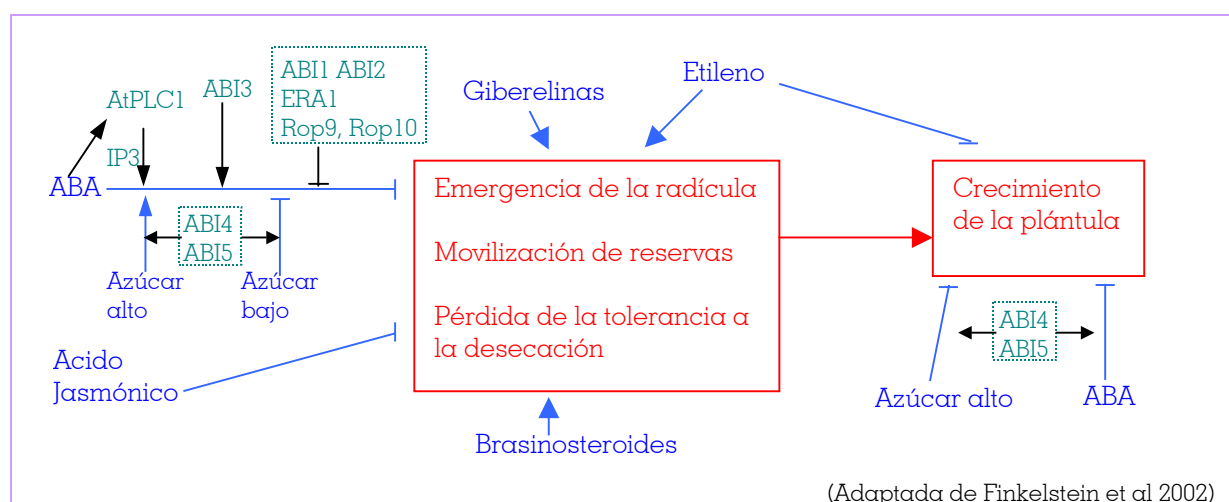 ABI1 ABI2
ERA1
Rop9, Rop10
AtPLC1
ABI3
IP3
ABA
ABI4
ABI5
Azúcar
alto
Azúcar
bajo
Acido
Jasmónico
Giberelinas
Etileno
Emergencia de la radícula
Movilización de reservas
Pérdida de la tolerancia a
la desecación
Brasinosteroides
Crecimiento
de la plántula
ABI4
ABI5
Azúcar alto
ABA
(Adaptada de Finkelstein et al 2002)